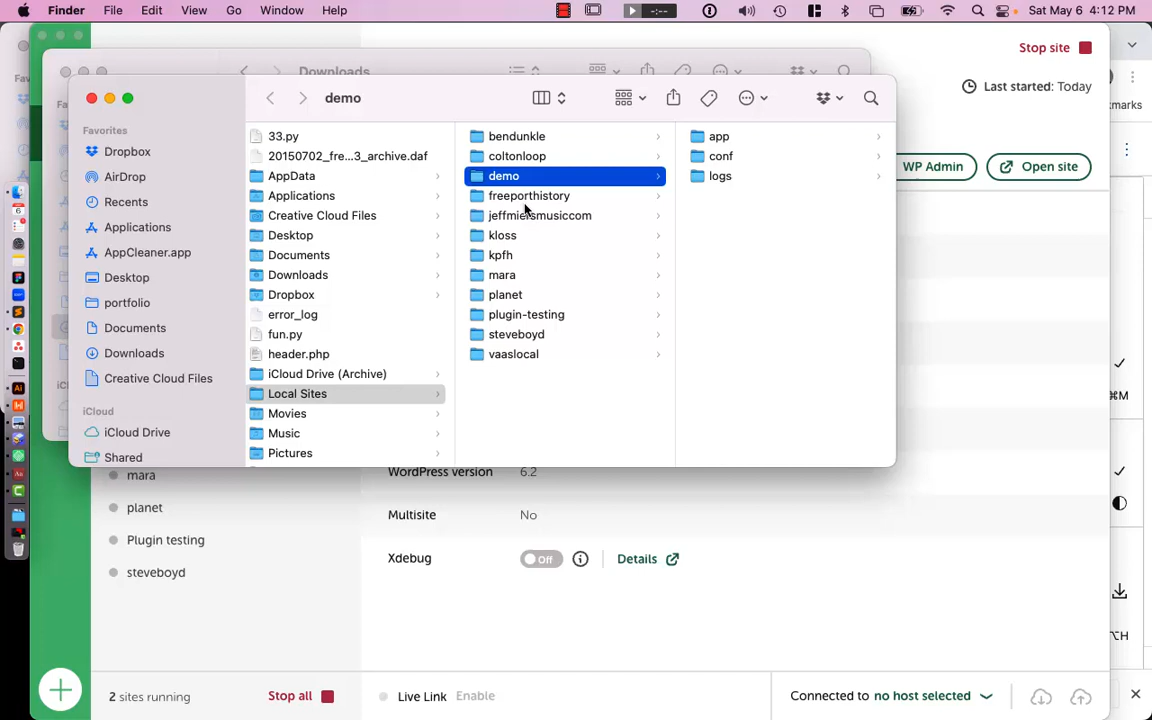 Finder File Edit View Go Window Help -:-- Sat May 6 4:12 PM
Stop site
Last started: Today
WP Admin
Open site
Downloads
demo
Favorites
Dropbox
AirDrop
Recents
Applications
AppCleaner.app
Desktop
portfolio
Documents
Downloads
Creative Cloud Files
iCloud
iCloud Drive
Shared
33.py
20150702_fre...3_archive.daf
AppData
Applications
Creative Cloud Files
Desktop
Documents
Downloads
Dropbox
error_log
fun.py
header.php
iCloud Drive (Archive)
Local Sites
Movies
Music
Pictures
bendunkle
coltonloop
demo
freeporthistory
kloss
kpfh
mara
planet
plugin-testing
steveboyd
vaaslocal
app
conf
logs
mara
planet
Plugin testing
steveboyd
WordPress version 6.2
Multisite No
Xdebug Off Details
2 sites running Stop all
Live Link Enable
Connected to no host selected
⌘M